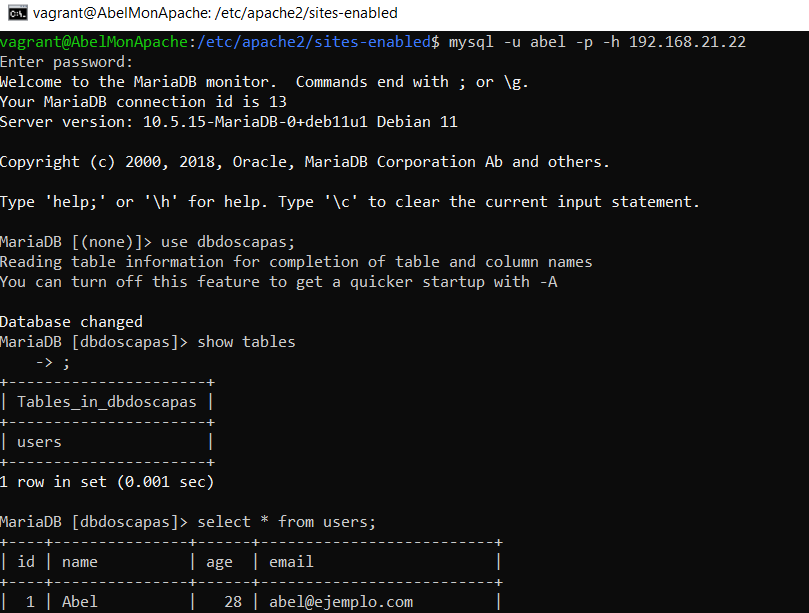 vagrant@AbelMonApache: /etc/apache2/sites-enabled
vagrant@AbelMonApache:/etc/apache2/sites-enabled$ mysql -u abel -p -h 192.168.21.22
Enter password:
Welcome to the MariaDB monitor.  Commands end with ; or \g.
Your MariaDB connection id is 13
Server version: 10.5.15-MariaDB-0+deb11u1 Debian 11

Copyright (c) 2000, 2018, Oracle, MariaDB Corporation Ab and others.

Type 'help;' or '\h' for help. Type '\c' to clear the current input statement.

MariaDB [(none)]> use dbdoscapas;
Reading table information for completion of table and column names
You can turn off this feature to get a quicker startup with -A

Database changed
MariaDB [dbdoscapas]> show tables
    -> ;
+----------------------+
| Tables_in_dbdoscapas |
+----------------------+
| users                |
+----------------------+
1 row in set (0.001 sec)

MariaDB [dbdoscapas]> select * from users;
+----+---------------+------+--------------------------+
| id | name          | age  | email                    |
+----+---------------+------+--------------------------+
|  1 | Abel          |   28 | abel@ejemplo.com         |